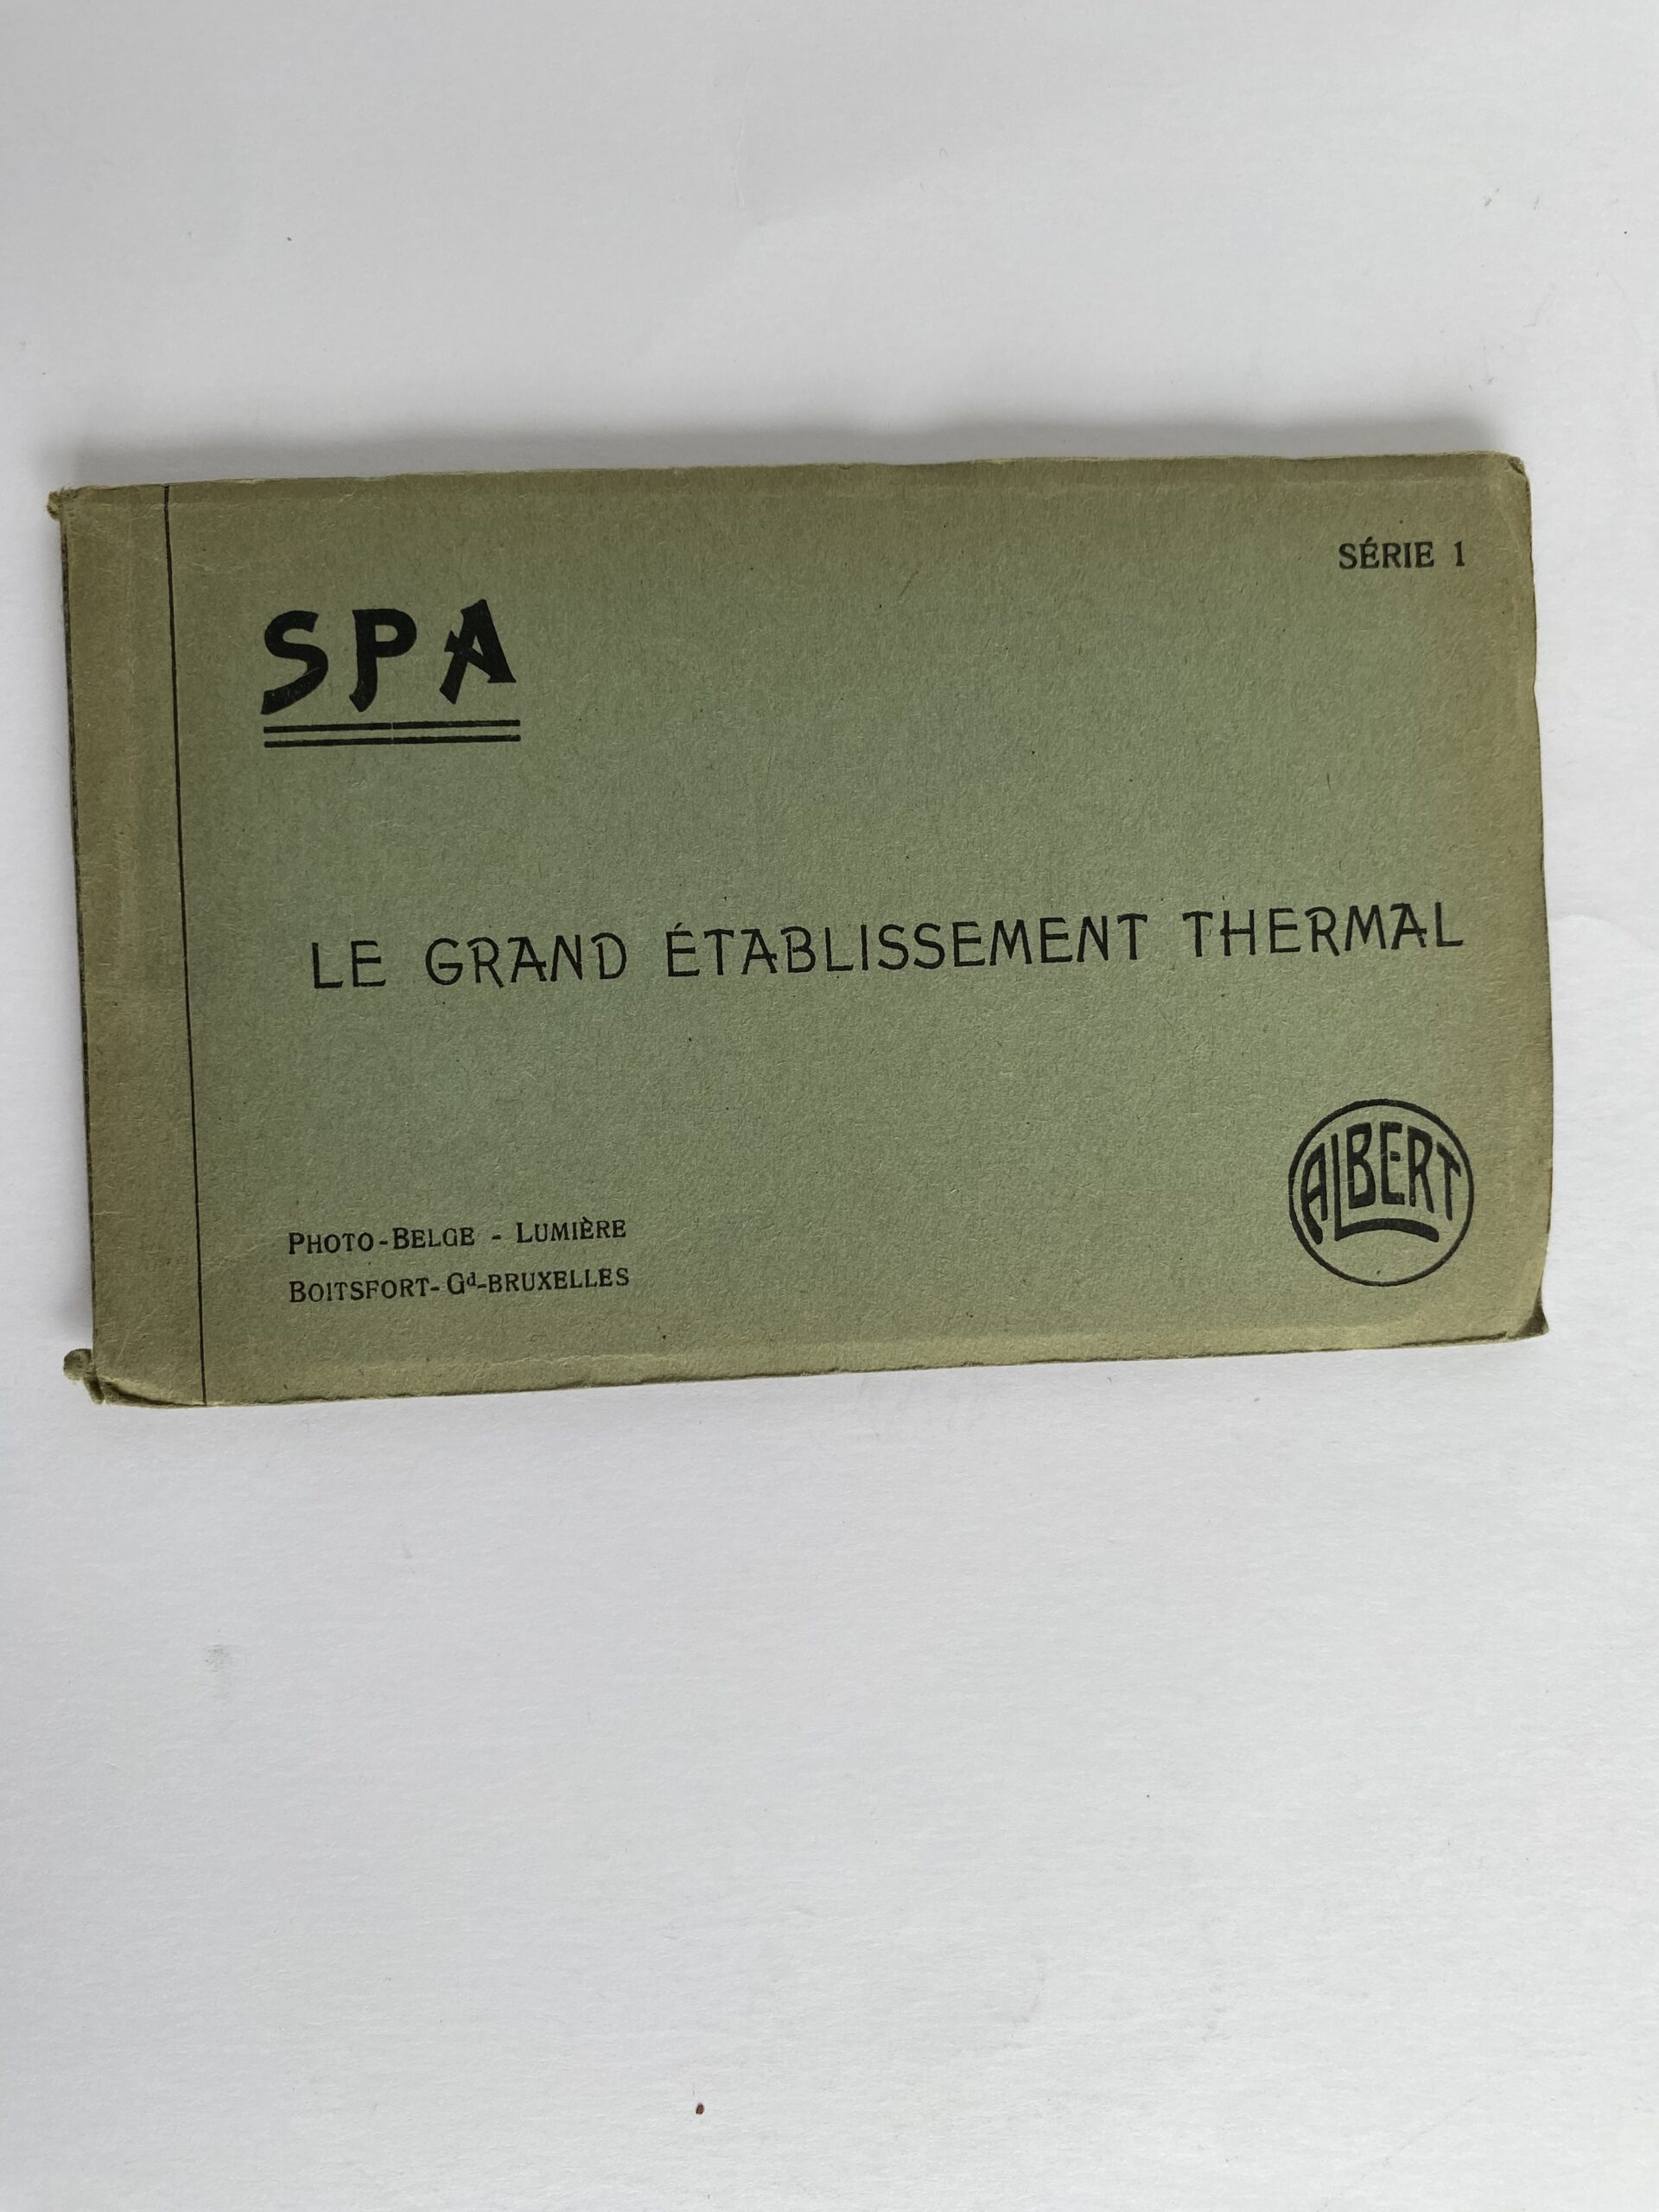 SÉRIE 1
SPA
LE GRAND ÉTABLISSEMENT THERMAL
ALBERT
PHOTO-BELGE - LUMIÈRE
BOITSFORT-Gd-BRUXELLES